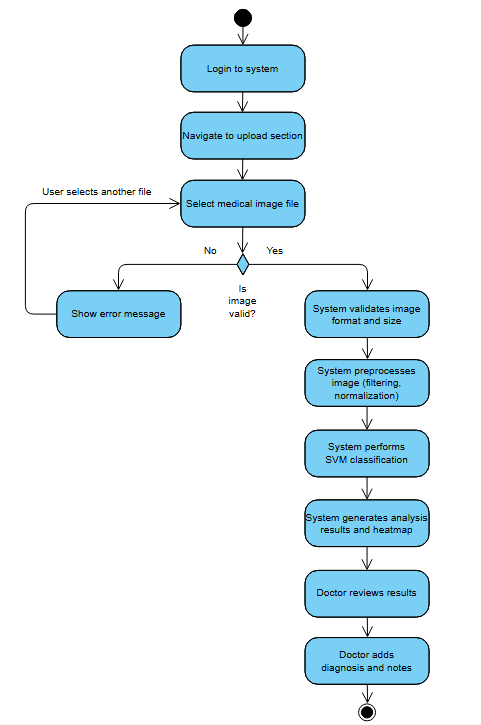 Login to system
Navigate to upload section
User selects another file
Select medical image file
No
Yes
Is
image
valid?
Show error message
System validates image
format and size
System preprocesses
image (filtering,
normalization)
System performs
SVM classification
System generates analysis
results and heatmap
Doctor reviews results
Doctor adds
diagnosis and notes